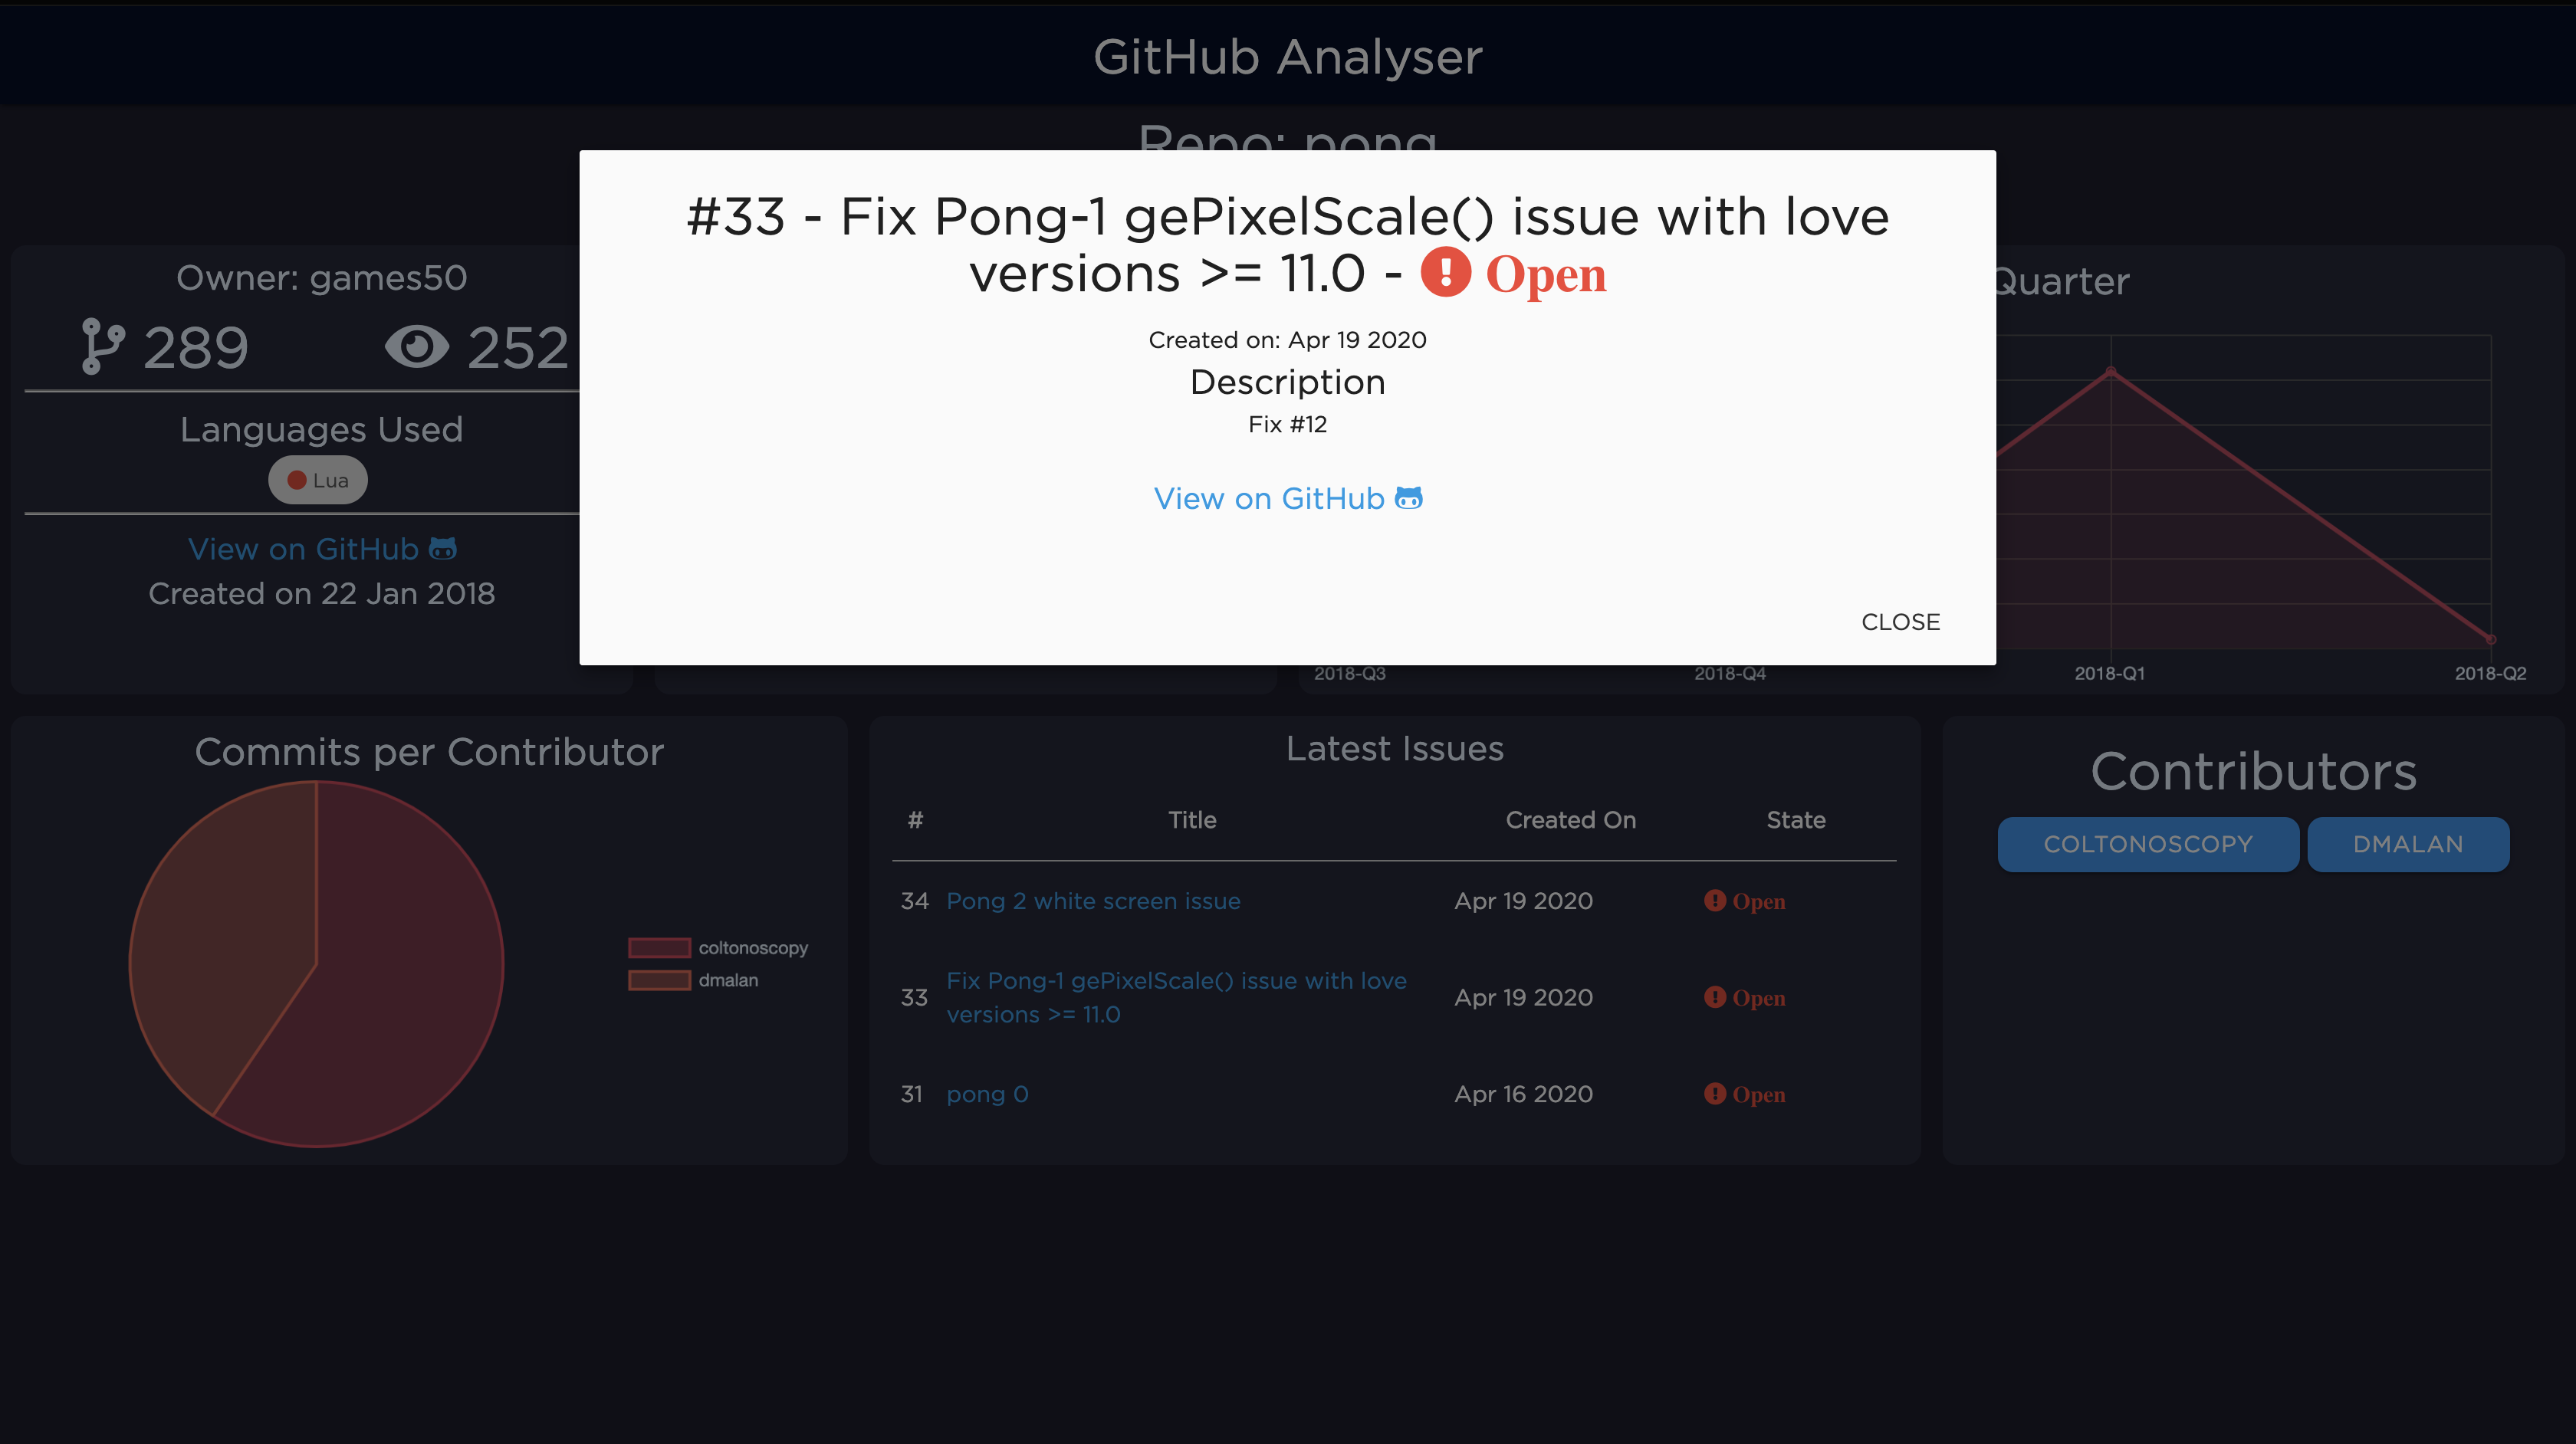 GitHub Analyser
Repo: pong
#33 - Fix Pong-1 gePixelScale() issue with love
versions >= 11.0 - Open
Created on: Apr 19 2020
Description
Fix #12
View on GitHub
CLOSE
Owner: games50
289 252
Languages Used
Lua
View on GitHub
Created on 22 Jan 2018
Quarter
2018-Q3 2018-Q4 2018-Q1 2018-Q2
Commits per Contributor
coltonoscopy
dmalan
Latest Issues
# Title Created On State
34 Pong 2 white screen issue Apr 19 2020 Open
33 Fix Pong-1 gePixelScale() issue with love
versions >= 11.0 Apr 19 2020 Open
31 pong 0 Apr 16 2020 Open
Contributors
COLTONOSCOPY DMALAN